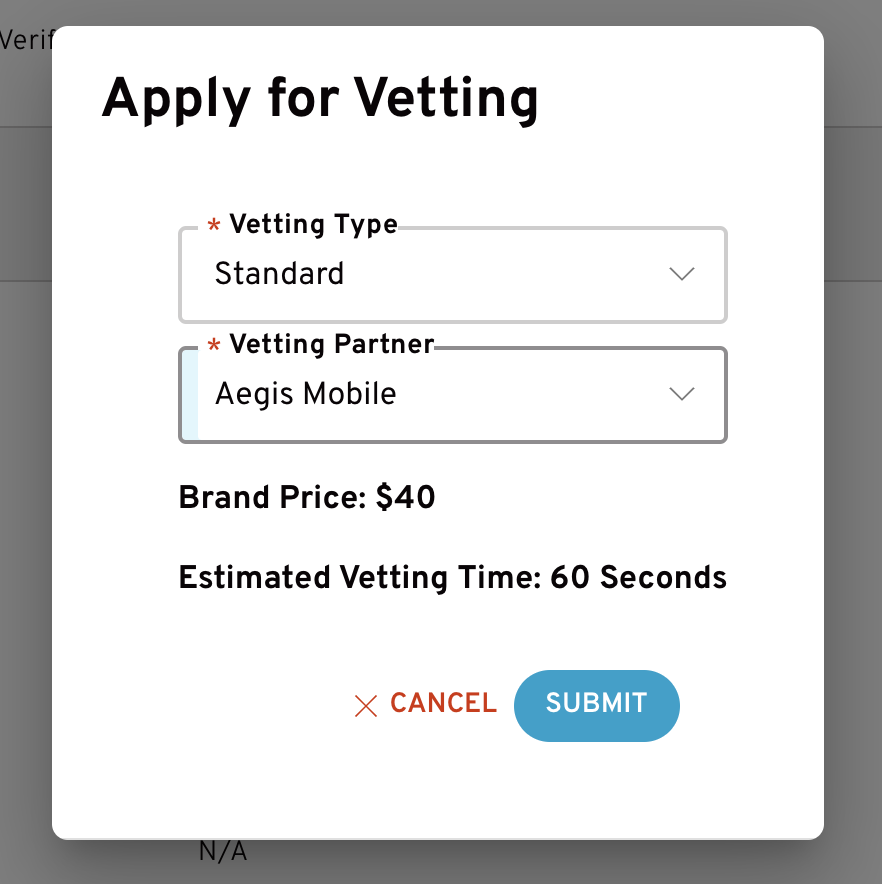 Verif
Apply for Vetting
* Vetting Type
Standard
* Vetting Partner
Aegis Mobile
Brand Price: $40
Estimated Vetting Time: 60 Seconds
CANCEL
SUBMIT
N/A